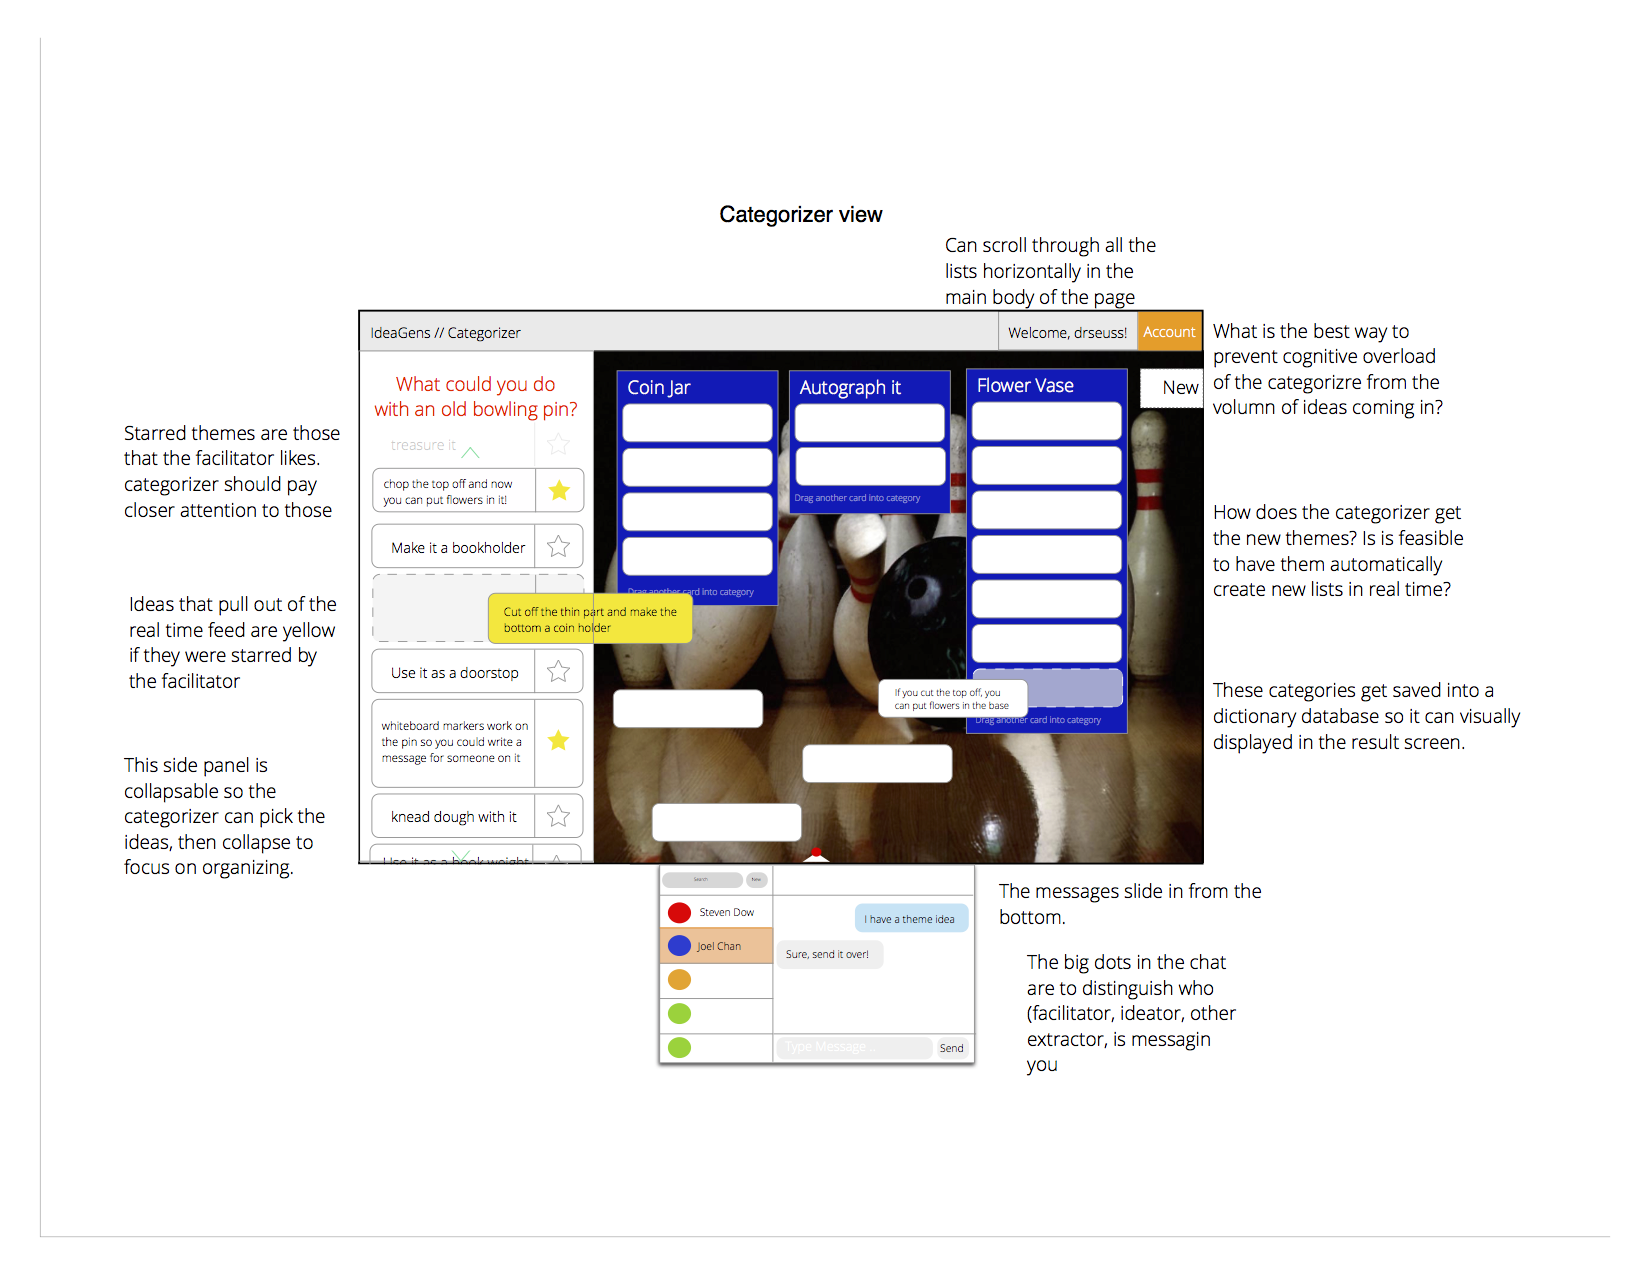 Categorizer view
Can scroll through all the
lists horizontally in the
main body of the page
IdeaGens // Categorizer
Welcome, drseuss!
Account
What could you do
with an old bowling pin?
treasure it
chop the top off and now
you can put flowers in it!
Make it a bookholder
Cut off the thin part and make the
bottom a coin holder
Use it as a doorstop
whiteboard markers work on
the pin so you could write a
message for someone on it
knead dough with it
Use it as a book weight
Coin Jar
Drag another card into category
Autograph it
Drag another card into category
Flower Vase
If you cut the top off, you
can put flowers in the base
Drag another card into category
New
Starred themes are those
that the facilitator likes.
categorizer should pay
closer attention to those
Ideas that pull out of the
real time feed are yellow
if they were starred by
the facilitator
This side panel is
collapsable so the
categorizer can pick the
ideas, then collapse to
focus on organizing.
What is the best way to
prevent cognitive overload
of the categorizre from the
volumn of ideas coming in?
How does the categorizer get
the new themes? Is is feasible
to have them automatically
create new lists in real time?
These categories get saved into a
dictionary database so it can visually
displayed in the result screen.
Search
New
Steven Dow
Joel Chan
I have a theme idea
Sure, send it over!
Type Message ..
Send
The messages slide in from the
bottom.
The big dots in the chat
are to distinguish who
(facilitator, ideator, other
extractor, is messagin
you